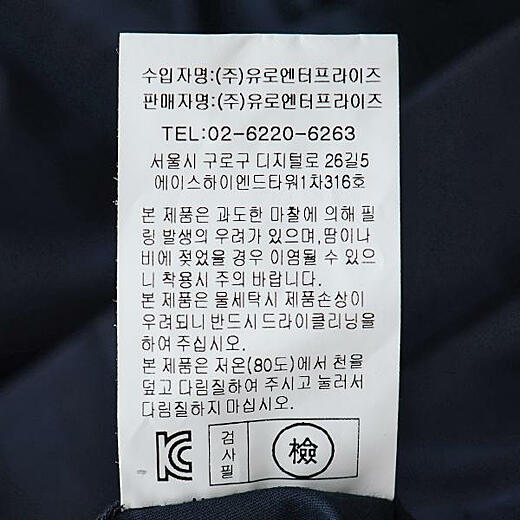 수입자명:(주)유로엔터프라이즈
판매자명:(주)유로엔터프라이즈
TEL:02-6220-6263
서울시 구로구 디지털로 26길5
에이스하이엔드타워1차316호
본 제품은 과도한 마찰에 의해 필
링 발생의 우려가 있으며,땀이나
비에 젖었을 경우 이염될 수 있으
니 착용시 주의 바랍니다.
본 제품은 물세탁시 제품손상이
우려되니 반드시드라이클리닝을
하여 주십시오.
본 제품은 저온(80도)에서 천을
덮고 다림질하여 주시고 눌러서
다림질하지 마십시오.
KC 검사필 檢